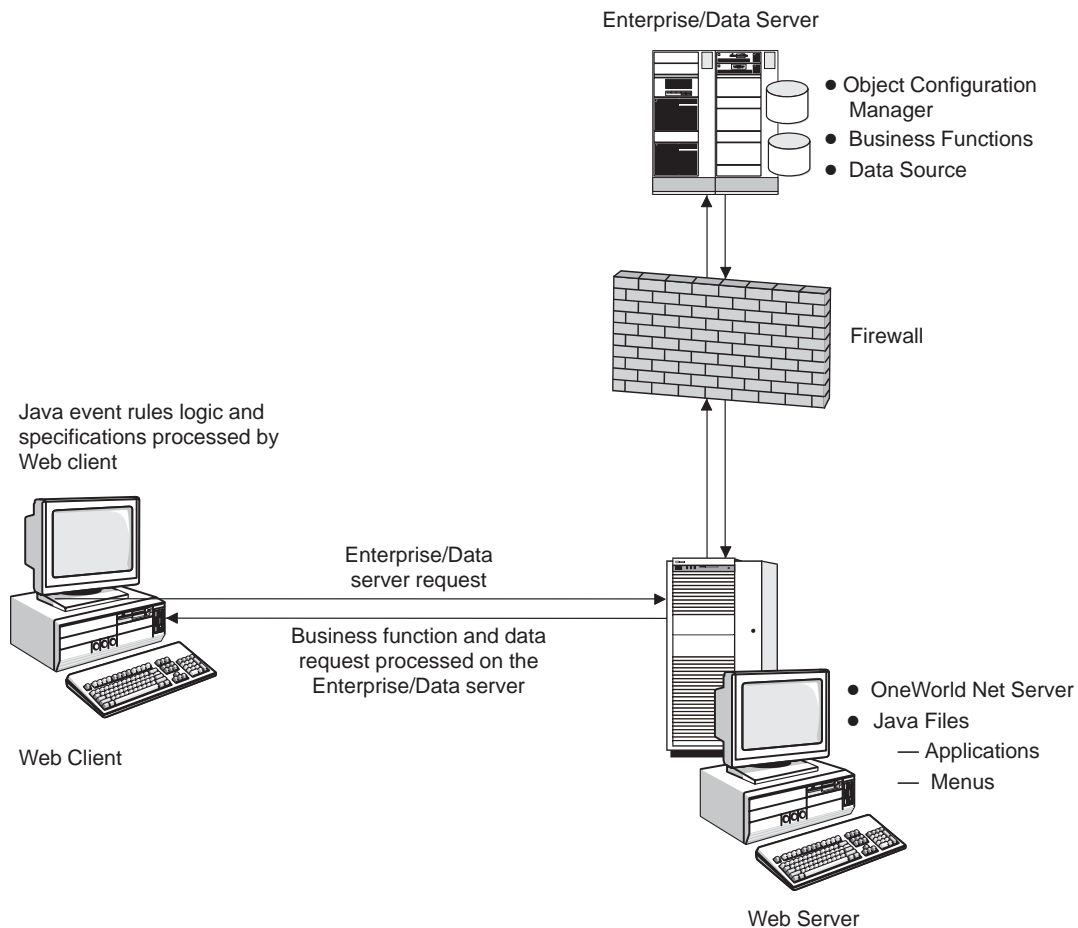 Enterprise/Data Server
● Object Configuration
Manager
● Business Functions
● Data Source
Firewall
Java event rules logic and
specifications processed by
Web client
Enterprise/Data
server request
Business function and data
request processed on the
Enterprise/Data server
Web Client
● OneWorld Net Server
● Java Files
— Applications
— Menus
Web Server